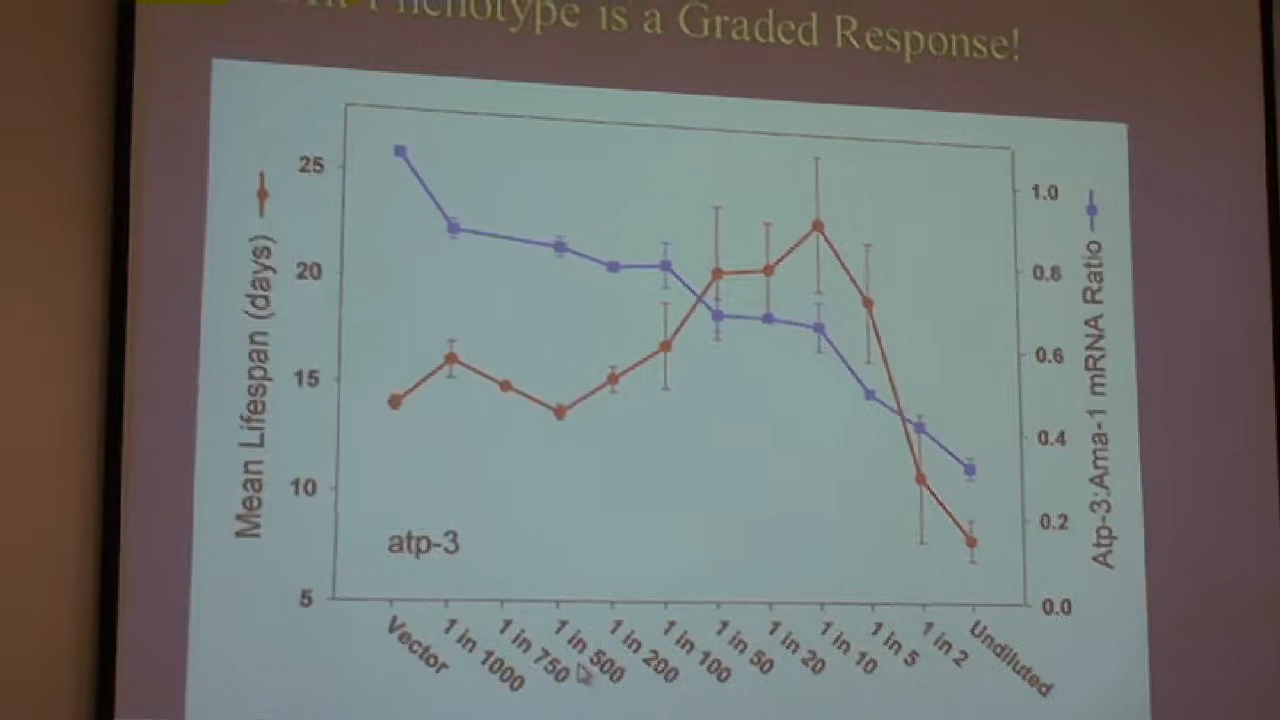 Phenotype is a Graded Response!
Mean Lifespan (days)
25
20
15
10
5
atp-3
1.0
0.8
0.6
0.4
0.2
0.0
Atp-3:Ama-1 mRNA Ratio
Vector
1 in 1000
1 in 750
1 in 500
1 in 200
1 in 100
1 in 50
1 in 20
1 in 10
1 in 5
1 in 2
Undiluted